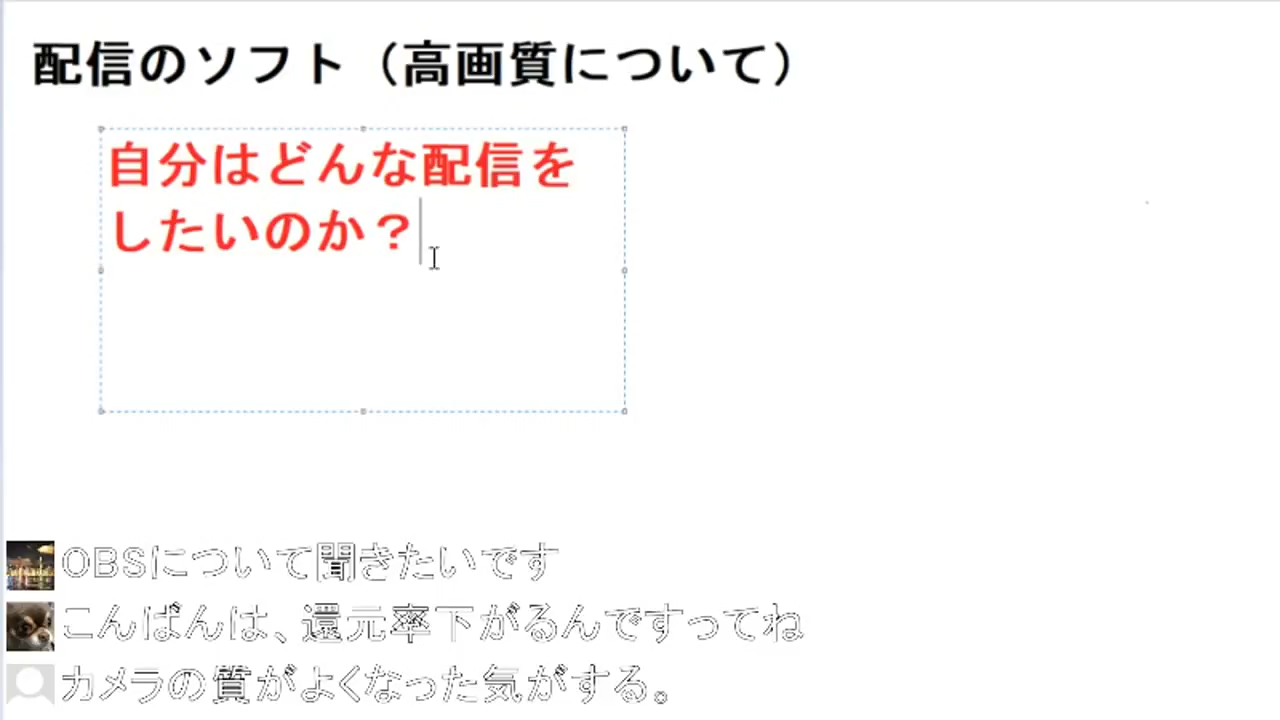 配信のソフト（高画質について）
自分はどんな配信を
したいのか？
OBSについて聞きたいです
こんばんは、還元率下がるんですってね
カメラの質がよくなった気がする。